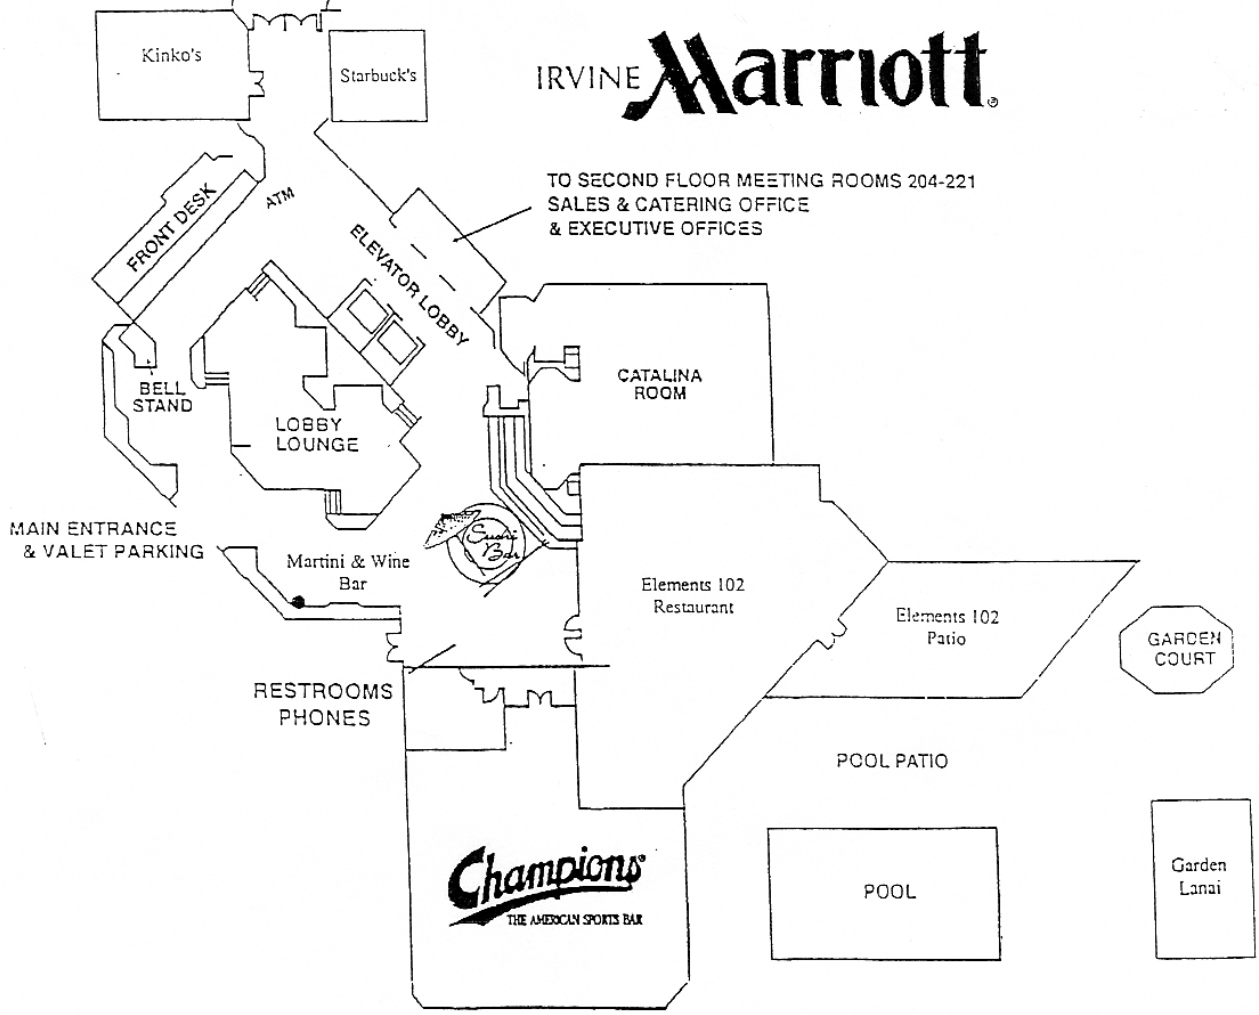 Kinko's
Starbuck's
IRVINE Marriott®
TO SECOND FLOOR MEETING ROOMS 204-221
SALES & CATERING OFFICE
& EXECUTIVE OFFICES
FRONT DESK
ATM
ELEVATOR LOBBY
CATALINA
ROOM
BELL
STAND
LOBBY
LOUNGE
MAIN ENTRANCE
& VALET PARKING
Martini & Wine
Bar
Sushi
Bar
Elements 102
Restaurant
Elements 102
Patio
GARDEN
COURT
RESTROOMS
PHONES
POOL PATIO
Champions®
THE AMERICAN SPORTS BAR
POOL
Garden
Lanai